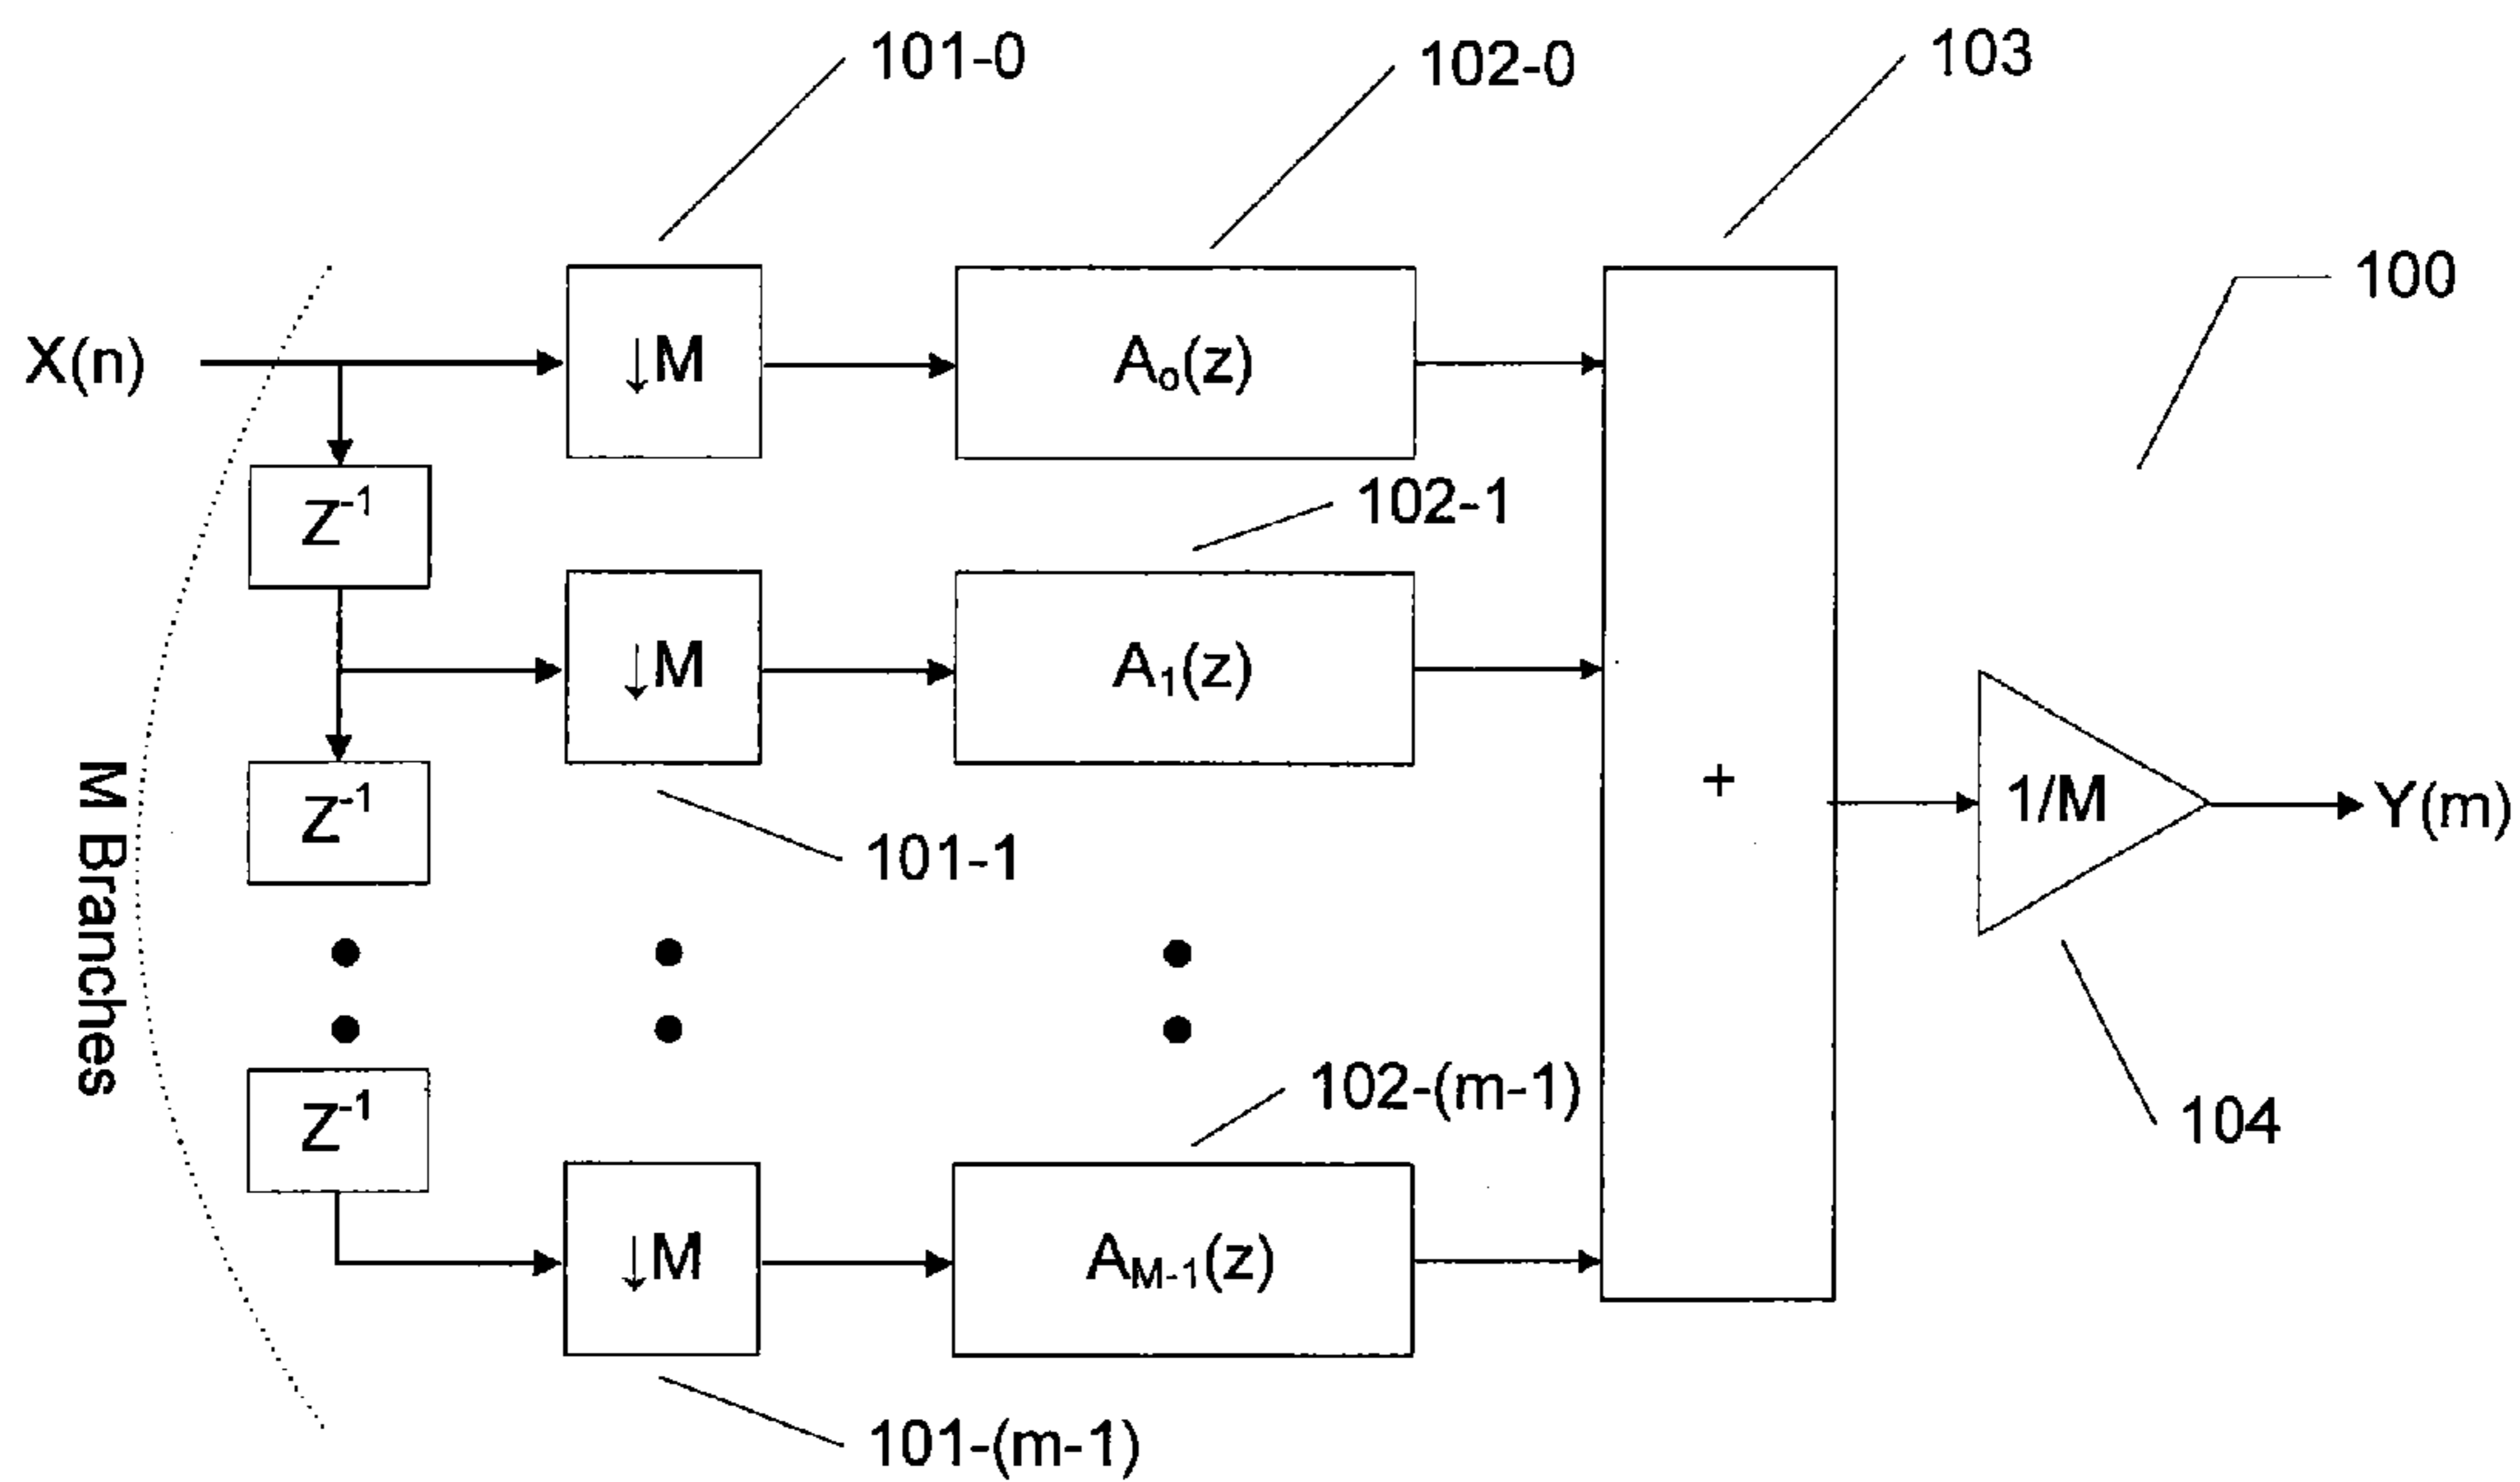 101-0
102-0
103
100
X(n)
↓M
A₀(z)
Z⁻¹
102-1
↓M
A₁(z)
Z⁻¹
101-1
+
1/M
Y(m)
M Branches
102-(m-1)
104
Z⁻¹
↓M
A_{M-1}(z)
101-(m-1)